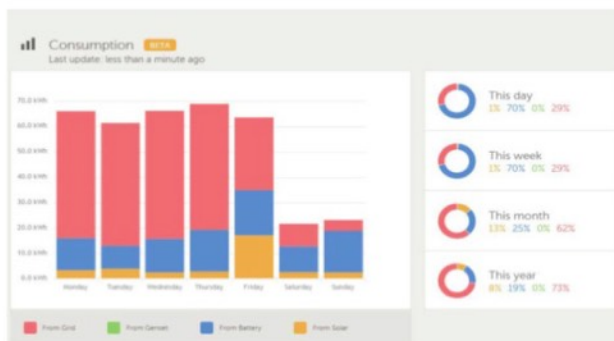 Consumption BETA
Last update: less than a minute ago
70.0 kWh
60.0 kWh
50.0 kWh
40.0 kWh
30.0 kWh
20.0 kWh
10.0 kWh
0.0 kWh
Monday Tuesday Wednesday Thursday Friday Saturday Sunday
From Grid From Genset From Battery From Solar
This day
1% 70% 0% 29%
This week
1% 70% 0% 29%
This month
13% 25% 0% 62%
This year
8% 19% 0% 73%